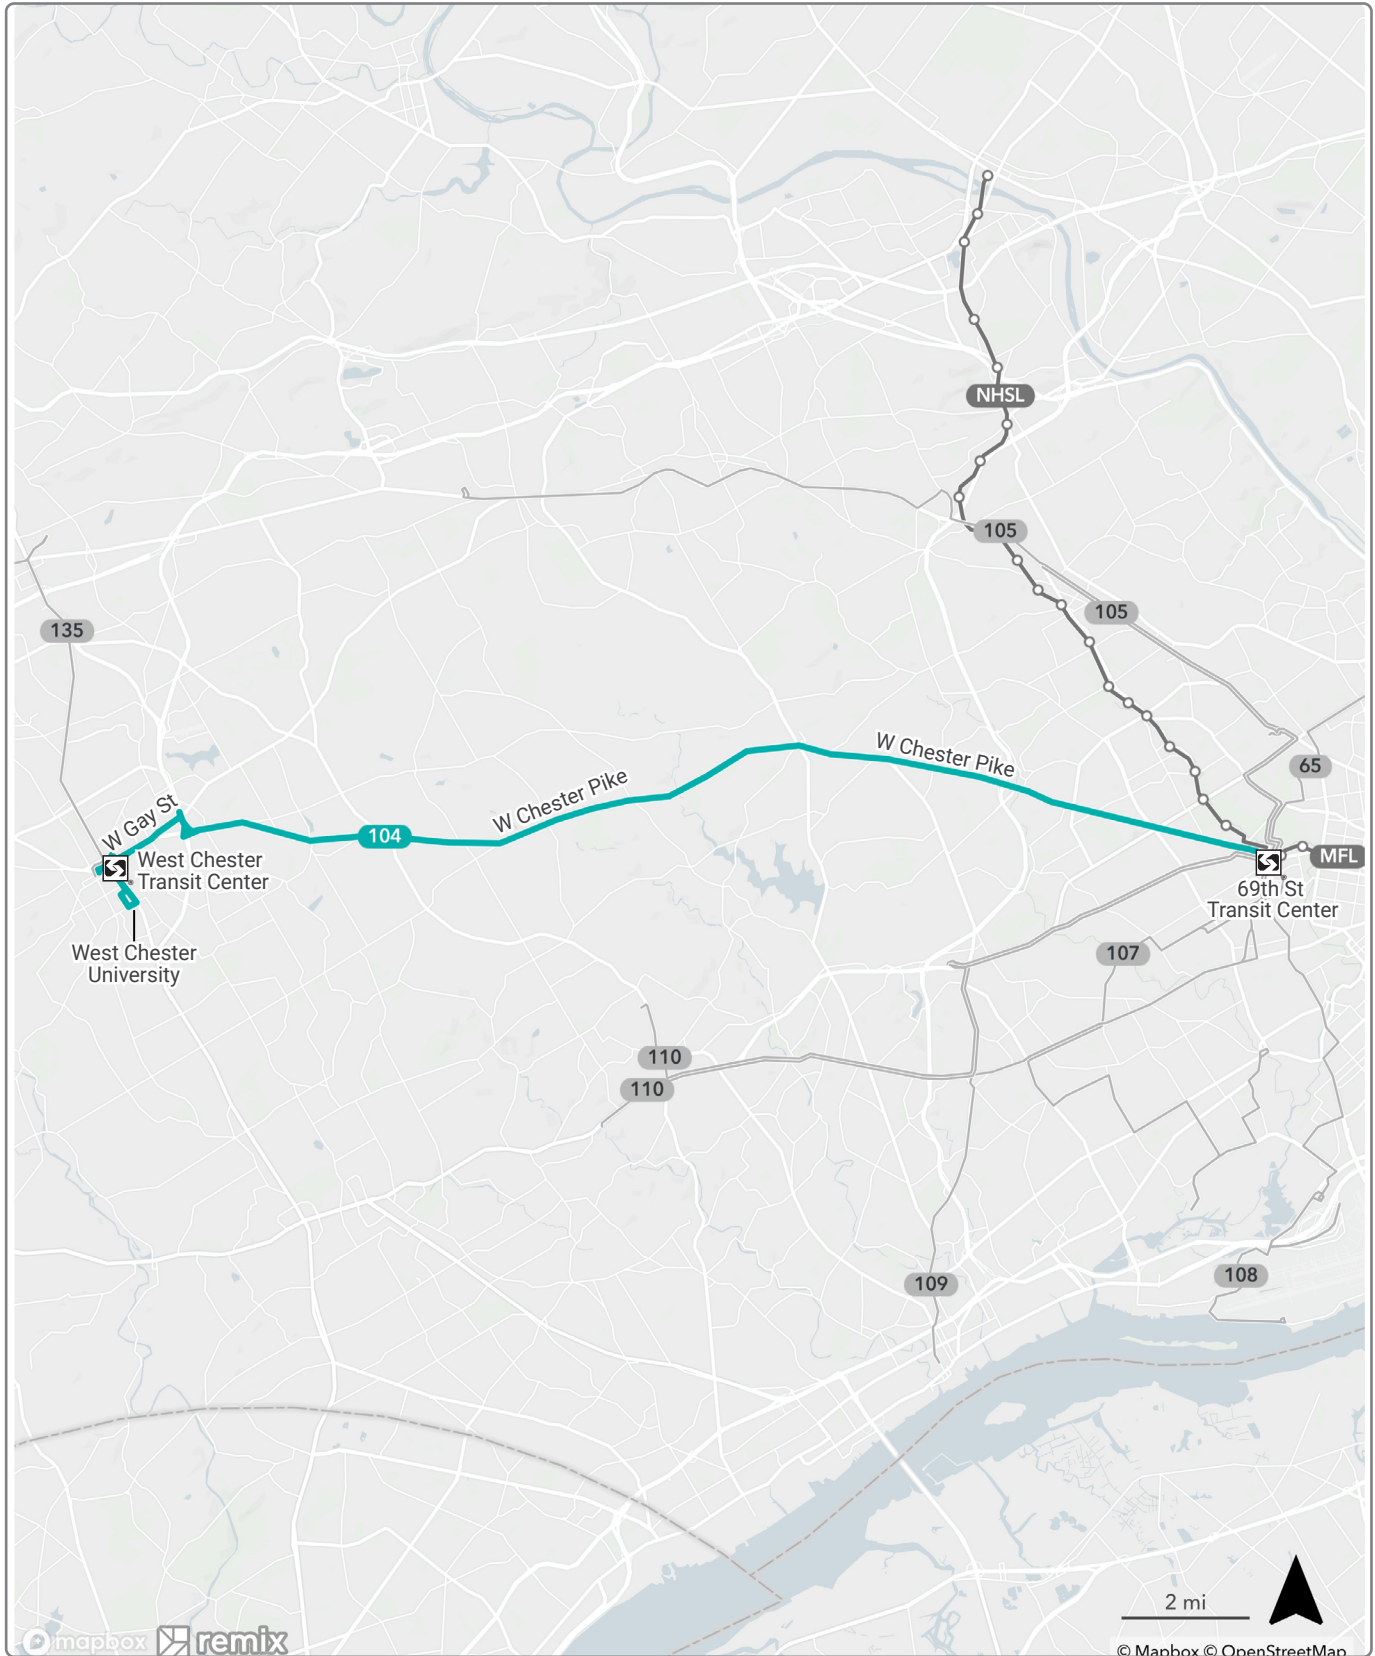 NHSL
105
105
135
65
W Chester Pike
W Chester Pike
W Gay St
104
West Chester
Transit Center
MFL
69th St
Transit Center
West Chester
University
107
110
110
109
108
2 mi
mapbox
remix
© Mapbox © OpenStreetMap